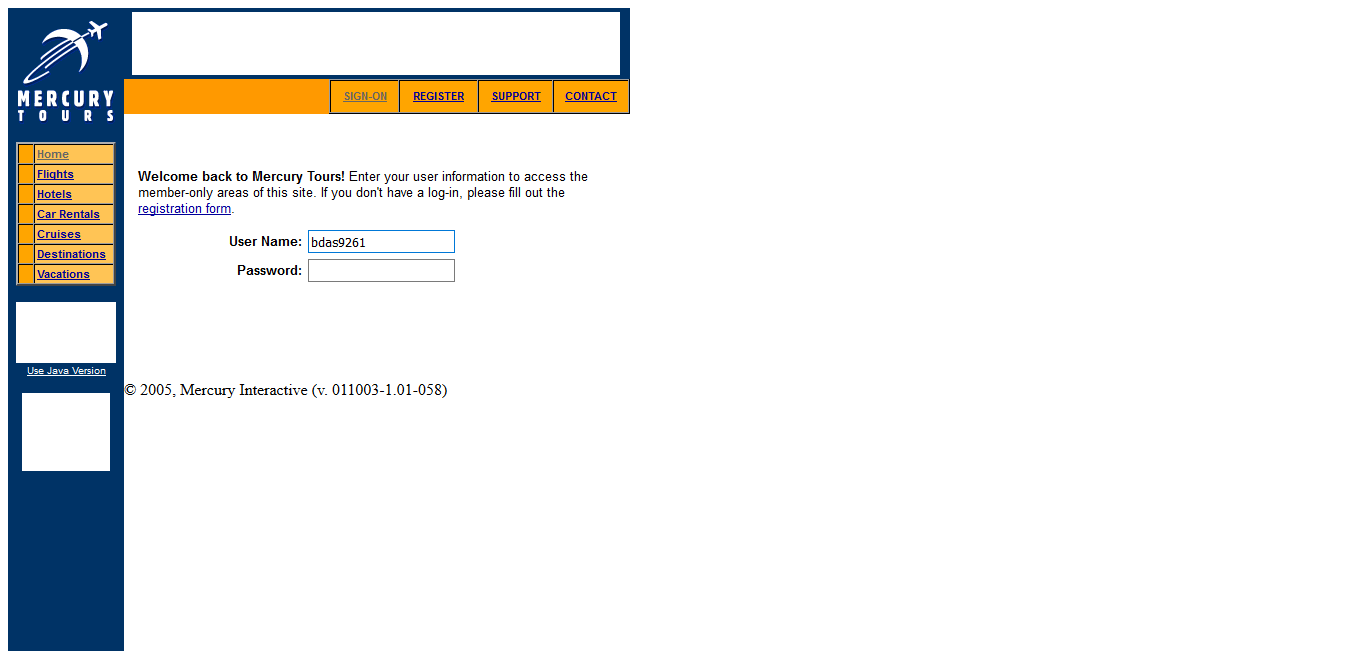 MERCURY
TOURS
SIGN-ON REGISTER SUPPORT CONTACT
Home
Flights
Hotels
Car Rentals
Cruises
Destinations
Vacations
Use Java Version
Welcome back to Mercury Tours! Enter your user information to access the
member-only areas of this site. If you don't have a log-in, please fill out the
registration form.
User Name: bdas9261
Password:
© 2005, Mercury Interactive (v. 011003-1.01-058)